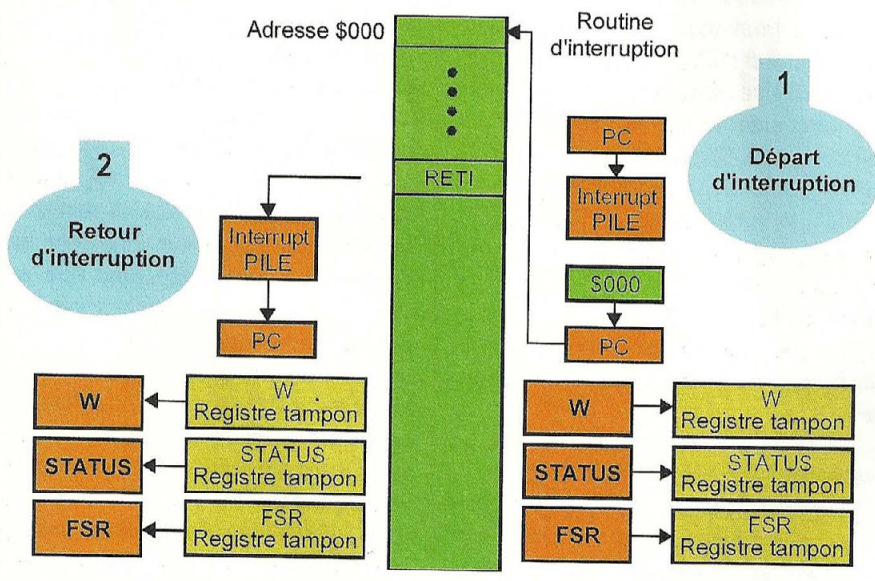 Adresse $000
Routine
d'interruption
1
Départ
d'interruption
PC
Interrupt
PILE
$000
PC
RETI
2
Retour
d'interruption
Interrupt
PILE
PC
W
W
Registre tampon
STATUS
STATUS
Registre tampon
FSR
FSR
Registre tampon
W
W
Registre tampon
STATUS
STATUS
Registre tampon
FSR
FSR
Registre tampon